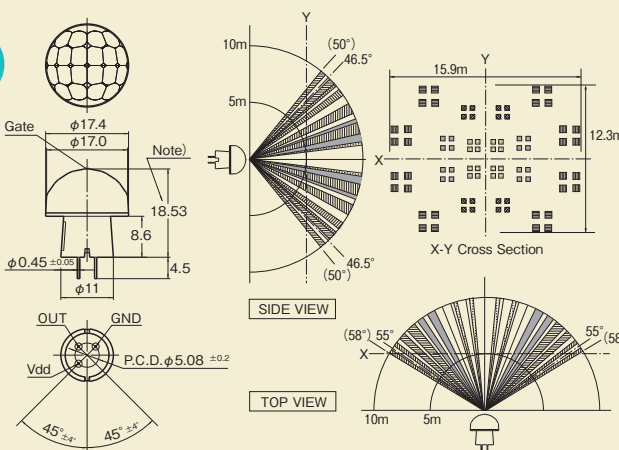 Gate
φ17.4
φ17.0
Note)
18.53
8.6
4.5
φ0.45 ±0.05
φ11
OUT
GND
Vdd
P.C.D.φ5.08 ±0.2
45° ±4°
45° ±4°
Y
10m
5m
(50°)
46.5°
46.5°
(50°)
SIDE VIEW
Y
15.9m
12.3m
X
X-Y Cross Section
TOP VIEW
(58°) 55°
X
55°
(58
10m
5m